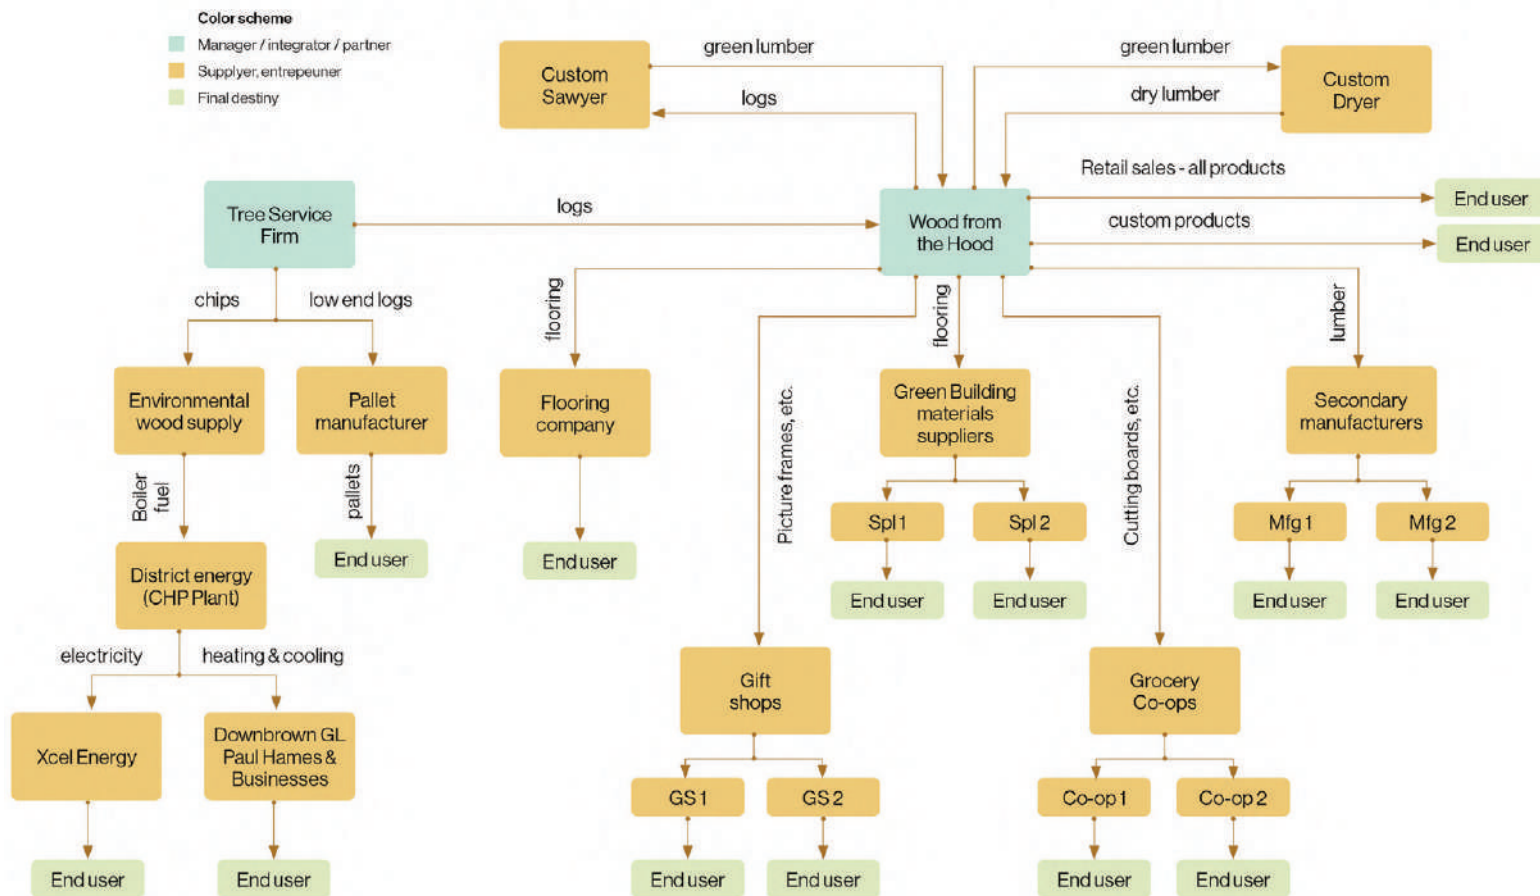 Color scheme
Manager / integrator / partner
Supplyer, entrepeuner
Final destiny
Custom
Sawyer
green lumber
logs
green lumber
dry lumber
Custom
Dryer
Retail sales - all products
End user
custom products
End user
Tree Service
Firm
logs
Wood from
the Hood
chips
low end logs
flooring
flooring
lumber
Environmental
wood supply
Pallet
manufacturer
Flooring
company
Picture frames, etc.
Green Building
materials
suppliers
Cutting boards, etc.
Secondary
manufacturers
Boiler
fuel
pallets
Spl 1
Spl 2
Mfg 1
Mfg 2
District energy
(CHP Plant)
End user
End user
End user
End user
End user
End user
electricity
heating & cooling
Gift
shops
Grocery
Co-ops
Xcel Energy
Downbrown GL
Paul Hames &
Businesses
GS 1
GS 2
Co-op 1
Co-op 2
End user
End user
End user
End user
End user
End user